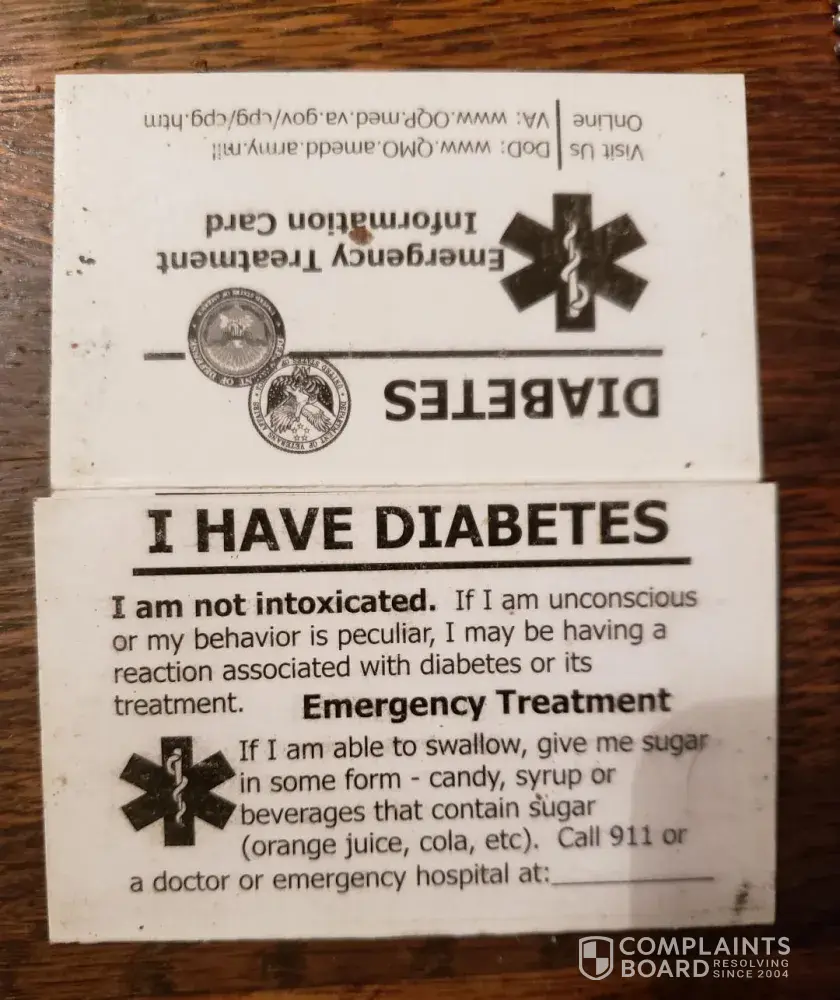 DIABETES
Emergency Treatment
Information Card
Visit Us
OnLine
DoD: www.QMO.amedd.army.mil
VA: www.OQP.med.va.gov/cpg/cpg.htm
I HAVE DIABETES
I am not intoxicated. If I am unconscious
or my behavior is peculiar, I may be having a
reaction associated with diabetes or its
treatment. Emergency Treatment
If I am able to swallow, give me sugar
in some form - candy, syrup or
beverages that contain sugar
(orange juice, cola, etc). Call 911 or
a doctor or emergency hospital at:
COMPLAINTS
BOARD RESOLVING
SINCE 2004